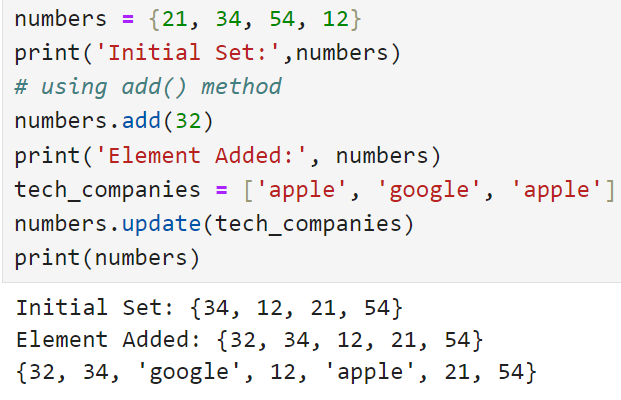 numbers = {21, 34, 54, 12}
print('Initial Set:',numbers)
# using add() method
numbers.add(32)
print('Element Added:', numbers)
tech_companies = ['apple', 'google', 'apple']
numbers.update(tech_companies)
print(numbers)
Initial Set: {34, 12, 21, 54}
Element Added: {32, 34, 12, 21, 54}
{32, 34, 'google', 12, 'apple', 21, 54}